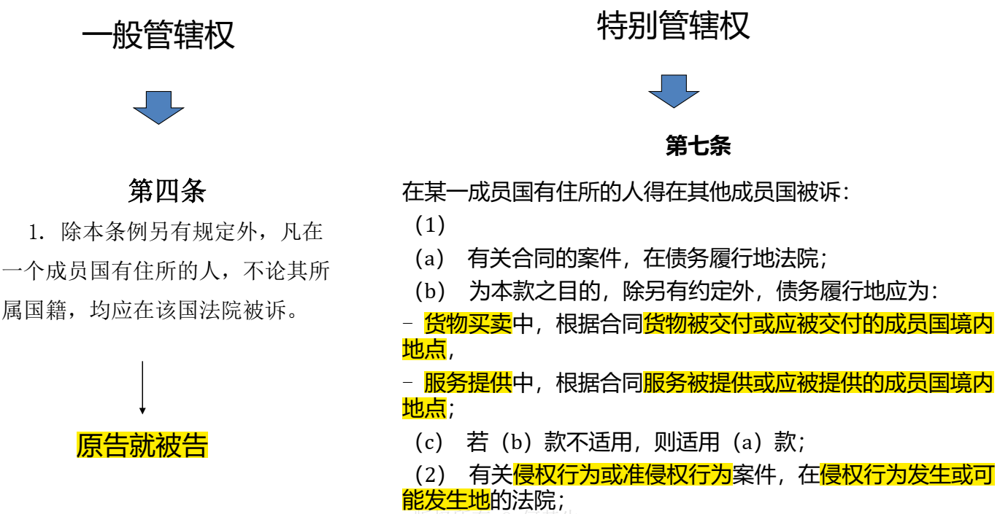 一般管辖权
第四条
1. 除本条例另有规定外，凡在
一个成员国有住所的人，不论其所
属国籍，均应在该国法院被诉。
原告就被告
特别管辖权
第七条
在某一成员国有住所的人得在其他成员国被诉：
（1）
（a） 有关合同的案件，在债务履行地法院；
（b） 为本款之目的，除另有约定外，债务履行地应为：
– 货物买卖中，根据合同货物被交付或应被交付的成员国境内
地点，
– 服务提供中，根据合同服务被提供或应被提供的成员国境内
地点；
（c） 若（b）款不适用，则适用（a）款；
（2） 有关侵权行为或准侵权行为案件，在侵权行为发生或可
能发生地的法院；